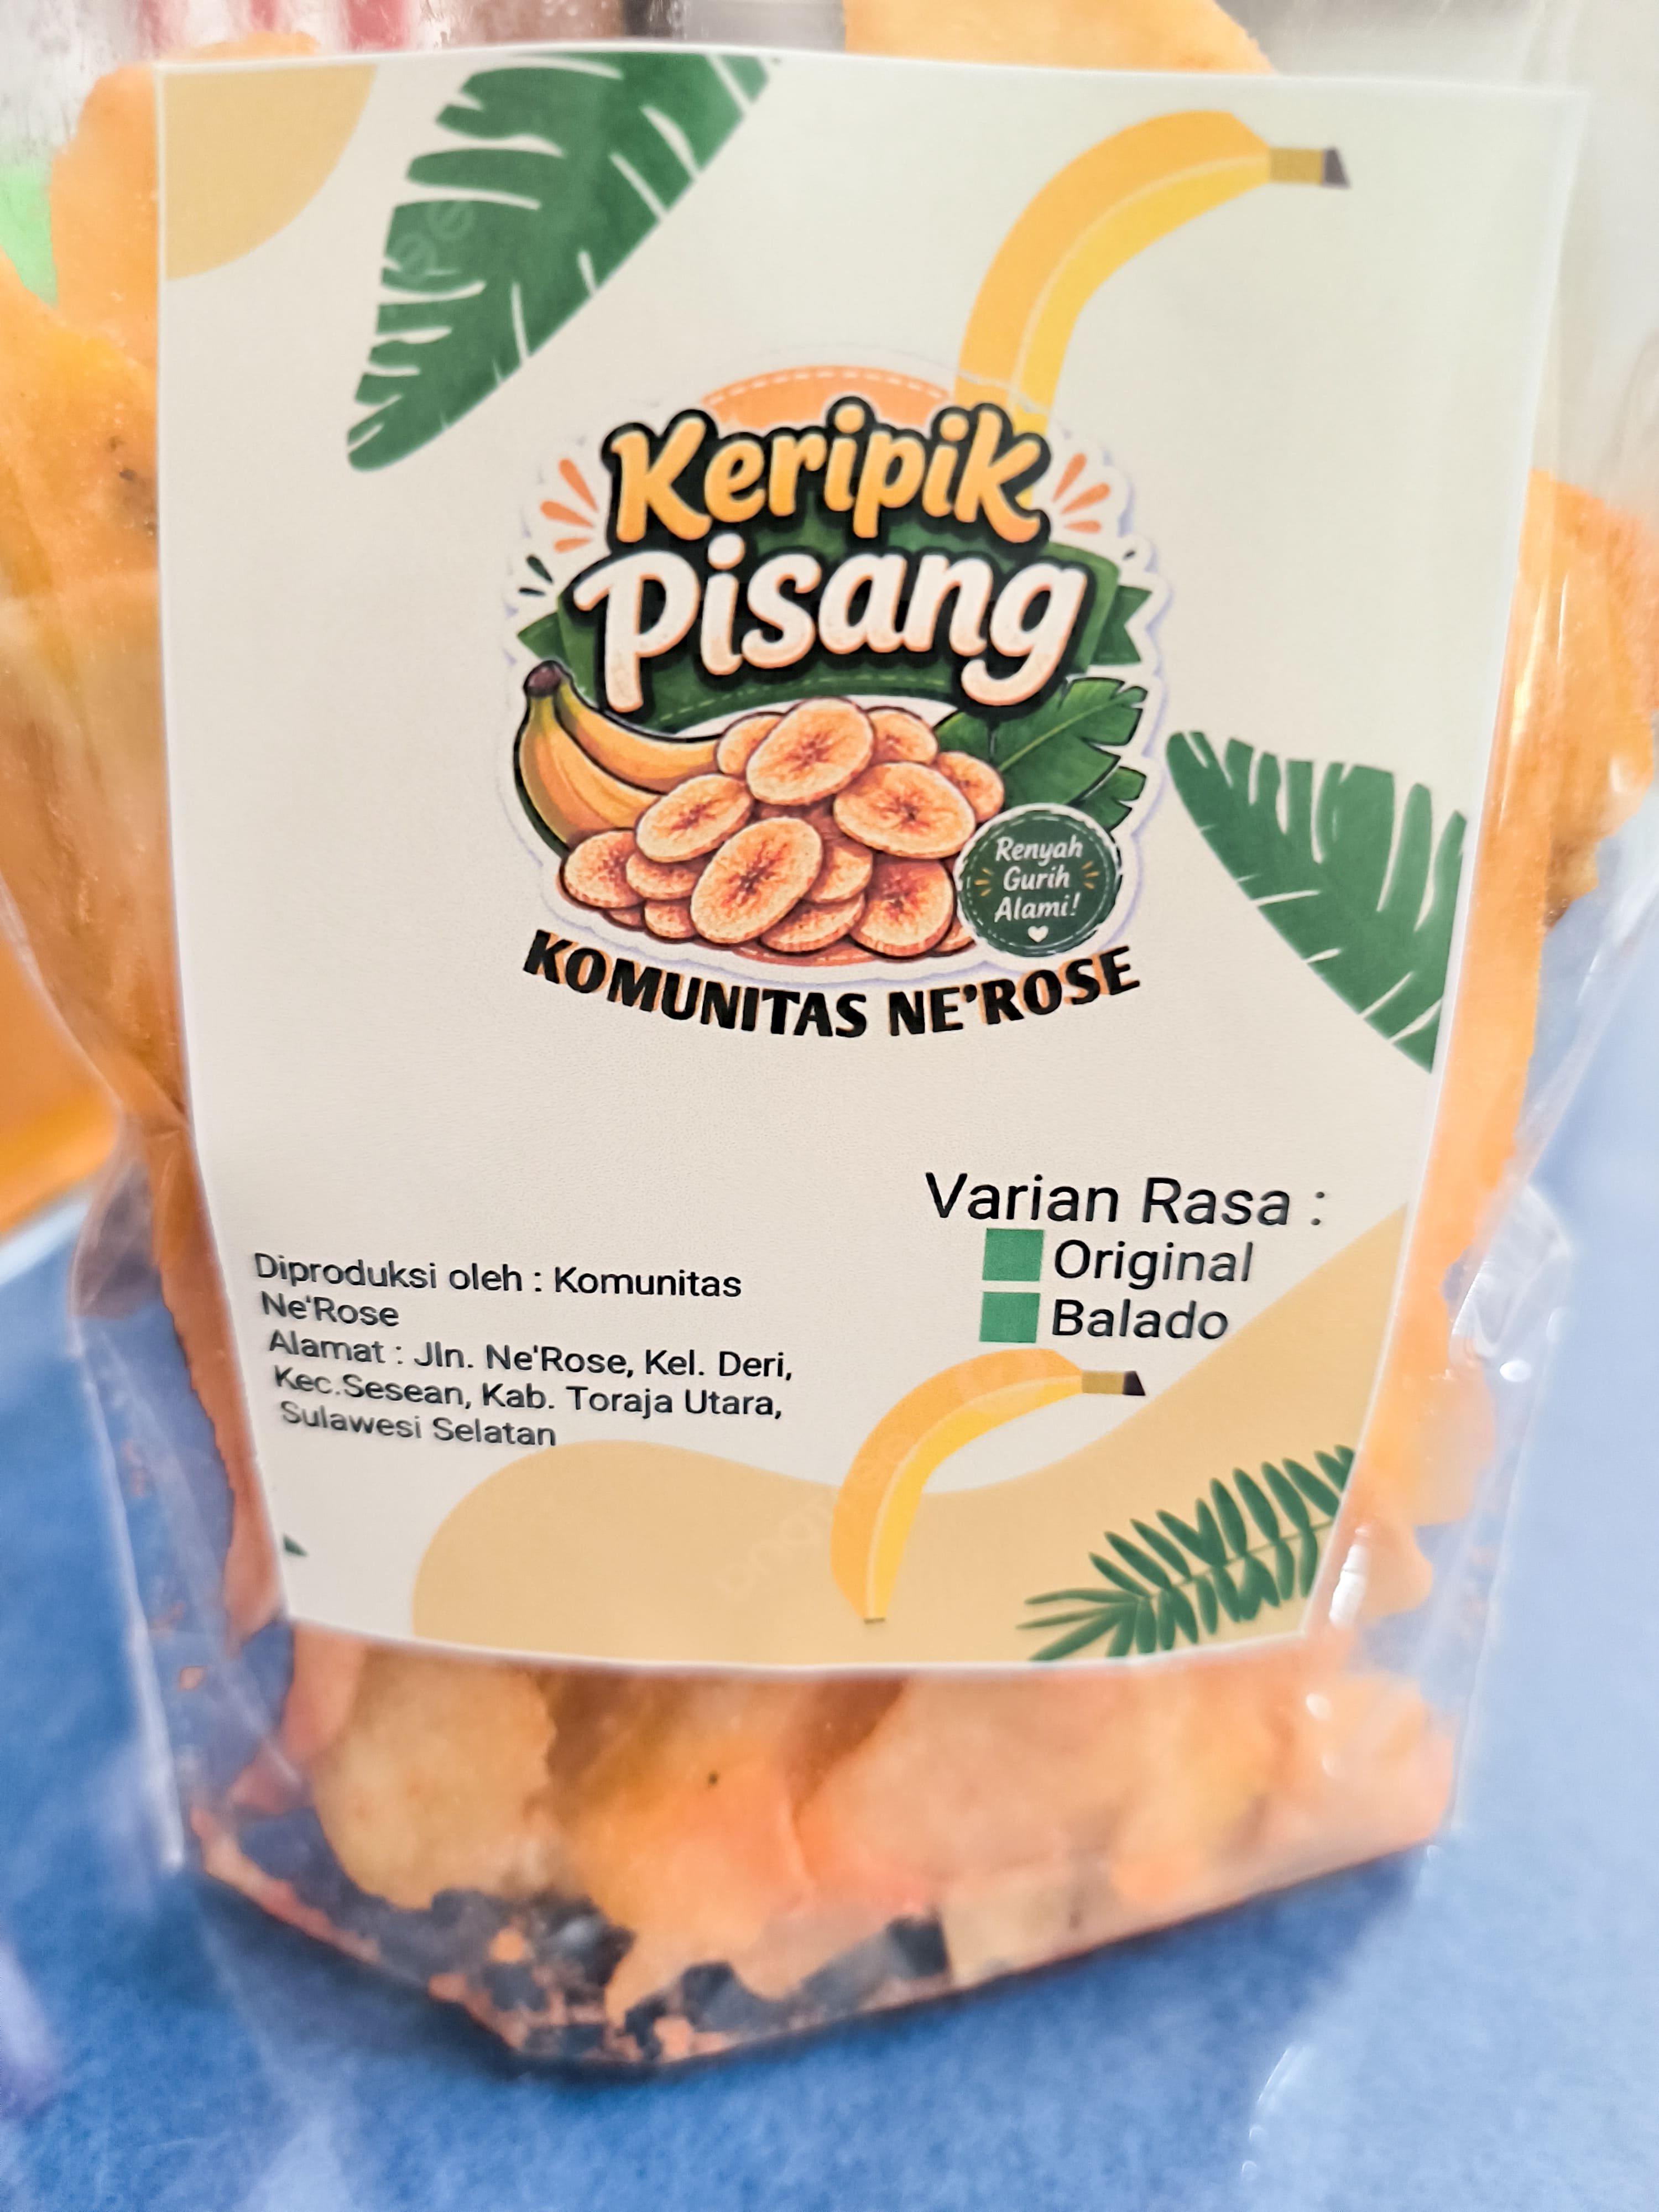 Keripik
Pisang
Renyah
Gurih
Alami!
KOMUNITAS NE'ROSE
Varian Rasa :
Original
Balado
Diproduksi oleh : Komunitas
Ne'Rose
Alamat : Jln. Ne'Rose, Kel. Deri,
Kec.Sesean, Kab. Toraja Utara,
Sulawesi Selatan